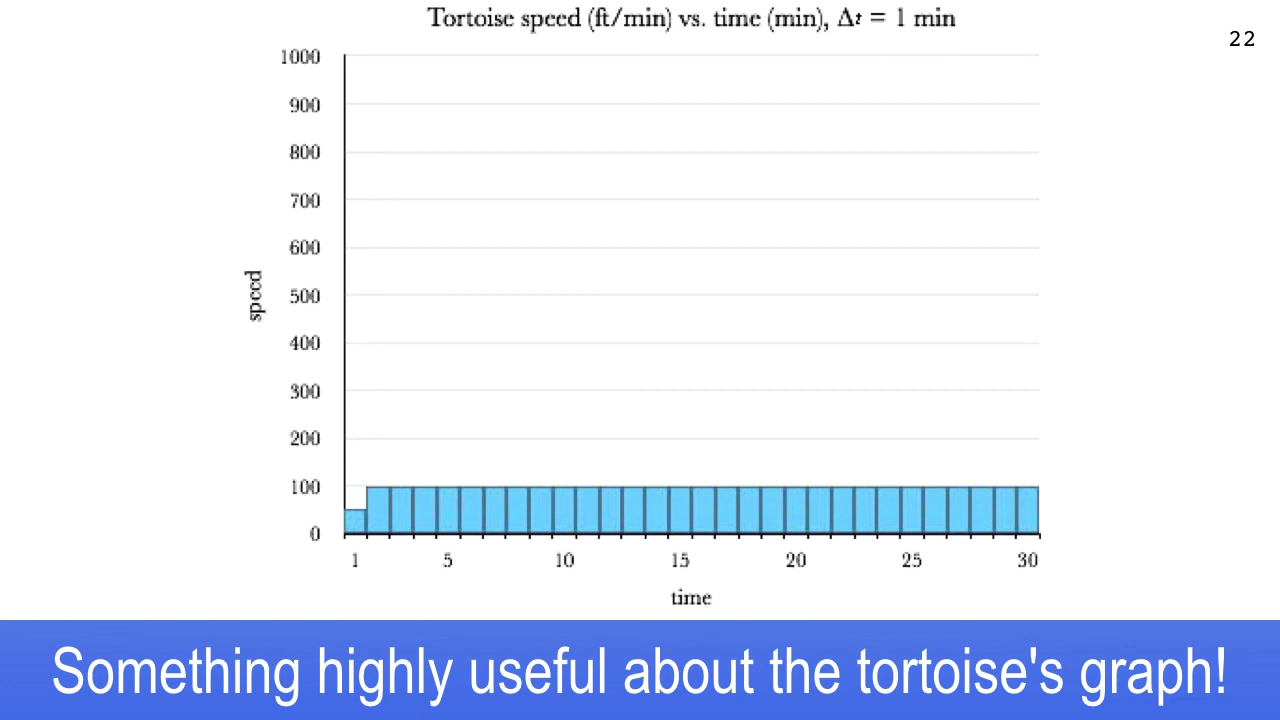 Tortoise speed (ft/min) vs. time (min), Δt = 1 min
22
1000
900
800
700
600
500
400
300
200
100
0
speed
1 5 10 15 20 25 30
time
Something highly useful about the tortoise's graph!